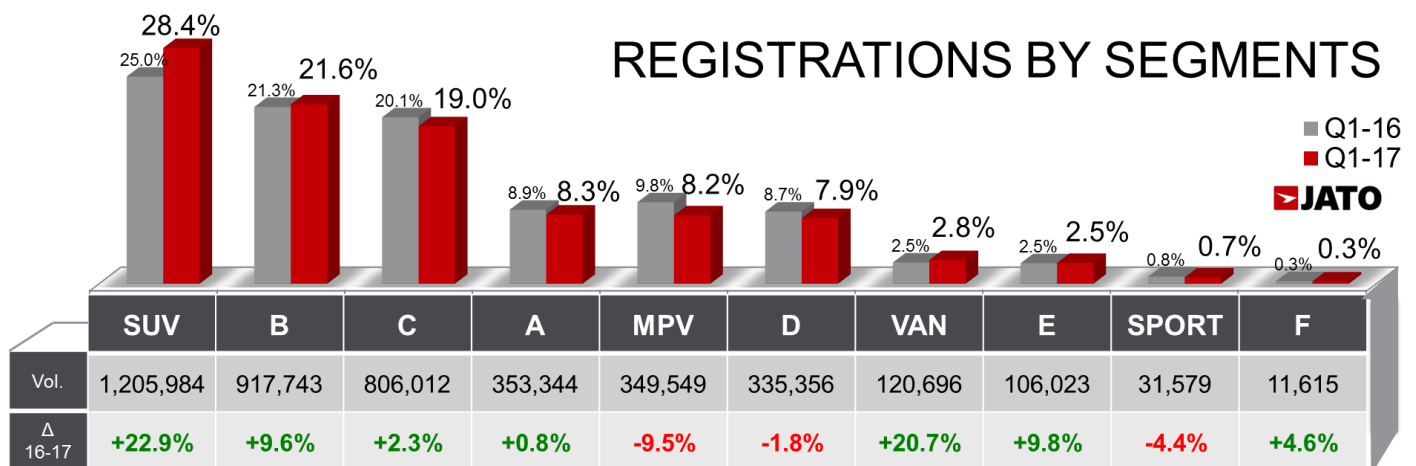 REGISTRATIONS BY SEGMENTS
Q1-16
Q1-17
JATO
25.0% 28.4% 21.3% 21.6% 20.1% 19.0% 8.9% 8.3% 9.8% 8.2% 8.7% 7.9% 2.5% 2.8% 2.5% 2.5% 0.8% 0.7% 0.3% 0.3%
SUV B C A MPV D VAN E SPORT F
Vol. 1,205,984 917,743 806,012 353,344 349,549 335,356 120,696 106,023 31,579 11,615
Δ
16-17 +22.9% +9.6% +2.3% +0.8% -9.5% -1.8% +20.7% +9.8% -4.4% +4.6%